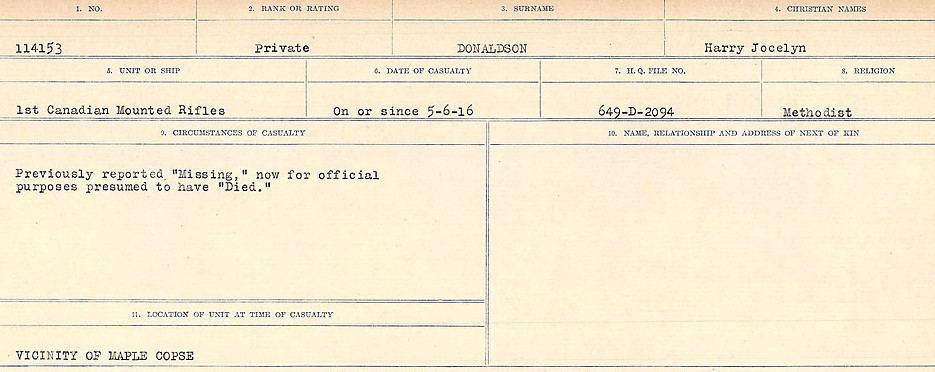 1. NO.
2. RANK OR RATING
3. SURNAME
4. CHRISTIAN NAMES
114153
Private
DONALDSON
Harry Jocelyn
5. UNIT OR SHIP
6. DATE OF CASUALTY
7. H. Q. FILE NO.
8. RELIGION
1st Canadian Mounted Rifles
On or since 5-6-16
649-D-2094
Methodist
9. CIRCUMSTANCES OF CASUALTY
10. NAME, RELATIONSHIP AND ADDRESS OF NEXT OF KIN
Previously reported "Missing," now for official
purposes presumed to have "Died."
11. LOCATION OF UNIT AT TIME OF CASUALTY
VICINITY OF MAPLE COPSE